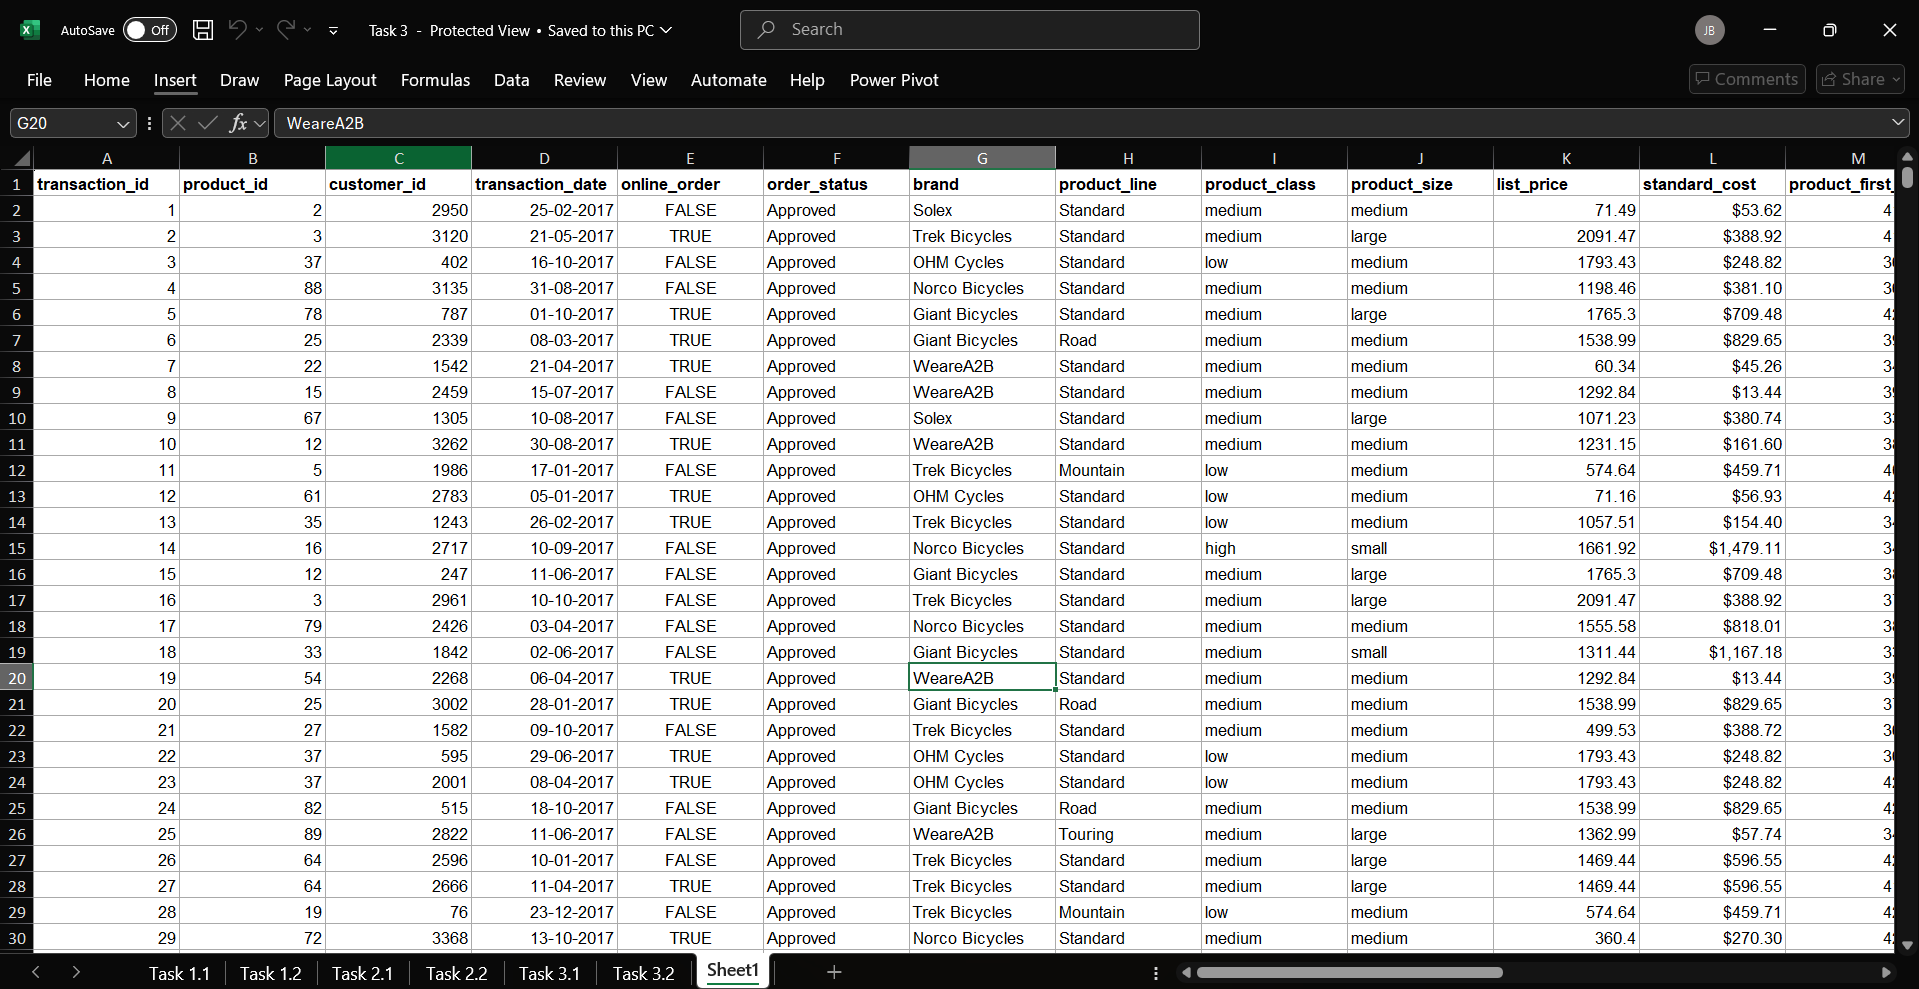 AutoSave Off Task 3 - Protected View • Saved to this PC Search JB
File Home Insert Draw Page Layout Formulas Data Review View Automate Help Power Pivot Comments Share
G20 fx WeareA2B
A B C D E F G H I J K L M
1 transaction_id product_id customer_id transaction_date online_order order_status brand product_line product_class product_size list_price standard_cost product_first_
2 1 2 2950 25-02-2017 FALSE Approved Solex Standard medium medium 71.49 $53.62 4
3 2 3 3120 21-05-2017 TRUE Approved Trek Bicycles Standard medium large 2091.47 $388.92 4
4 3 37 402 16-10-2017 FALSE Approved OHM Cycles Standard low medium 1793.43 $248.82 3
5 4 88 3135 31-08-2017 FALSE Approved Norco Bicycles Standard medium medium 1198.46 $381.10 3
6 5 78 787 01-10-2017 TRUE Approved Giant Bicycles Standard medium large 1765.3 $709.48 4
7 6 25 2339 08-03-2017 TRUE Approved Giant Bicycles Road medium medium 1538.99 $829.65 3
8 7 22 1542 21-04-2017 TRUE Approved WeareA2B Standard medium medium 60.34 $45.26 3
9 8 15 2459 15-07-2017 FALSE Approved WeareA2B Standard medium medium 1292.84 $13.44 3
10 9 67 1305 10-08-2017 FALSE Approved Solex Standard medium large 1071.23 $380.74 3
11 10 12 3262 30-08-2017 TRUE Approved WeareA2B Standard medium medium 1231.15 $161.60 3
12 11 5 1986 17-01-2017 FALSE Approved Trek Bicycles Mountain low medium 574.64 $459.71 4
13 12 61 2783 05-01-2017 TRUE Approved OHM Cycles Standard low medium 71.16 $56.93 4
14 13 35 1243 26-02-2017 TRUE Approved Trek Bicycles Standard low medium 1057.51 $154.40 3
15 14 16 2717 10-09-2017 FALSE Approved Norco Bicycles Standard high small 1661.92 $1,479.11 3
16 15 12 247 11-06-2017 FALSE Approved Giant Bicycles Standard medium large 1765.3 $709.48 3
17 16 3 2961 10-10-2017 FALSE Approved Trek Bicycles Standard medium large 2091.47 $388.92 3
18 17 79 2426 03-04-2017 FALSE Approved Norco Bicycles Standard medium medium 1555.58 $818.01 3
19 18 33 1842 02-06-2017 FALSE Approved Giant Bicycles Standard medium small 1311.44 $1,167.18 3
20 19 54 2268 06-04-2017 TRUE Approved WeareA2B Standard medium medium 1292.84 $13.44 3
21 20 25 3002 28-01-2017 TRUE Approved Giant Bicycles Road medium medium 1538.99 $829.65 3
22 21 27 1582 09-10-2017 FALSE Approved Trek Bicycles Standard medium medium 499.53 $388.72 3
23 22 37 595 29-06-2017 TRUE Approved OHM Cycles Standard low medium 1793.43 $248.82 3
24 23 37 2001 08-04-2017 TRUE Approved OHM Cycles Standard low medium 1793.43 $248.82 4
25 24 82 515 18-10-2017 FALSE Approved Giant Bicycles Road medium medium 1538.99 $829.65 4
26 25 89 2822 11-06-2017 FALSE Approved WeareA2B Touring medium large 1362.99 $57.74 3
27 26 64 2596 10-01-2017 FALSE Approved Trek Bicycles Standard medium large 1469.44 $596.55 4
28 27 64 2666 11-04-2017 TRUE Approved Trek Bicycles Standard medium large 1469.44 $596.55 4
29 28 19 76 23-12-2017 FALSE Approved Trek Bicycles Mountain low medium 574.64 $459.71 4
30 29 72 3368 13-10-2017 TRUE Approved Norco Bicycles Standard medium medium 360.4 $270.30 4
Task 1.1 Task 1.2 Task 2.1 Task 2.2 Task 3.1 Task 3.2 Sheet1